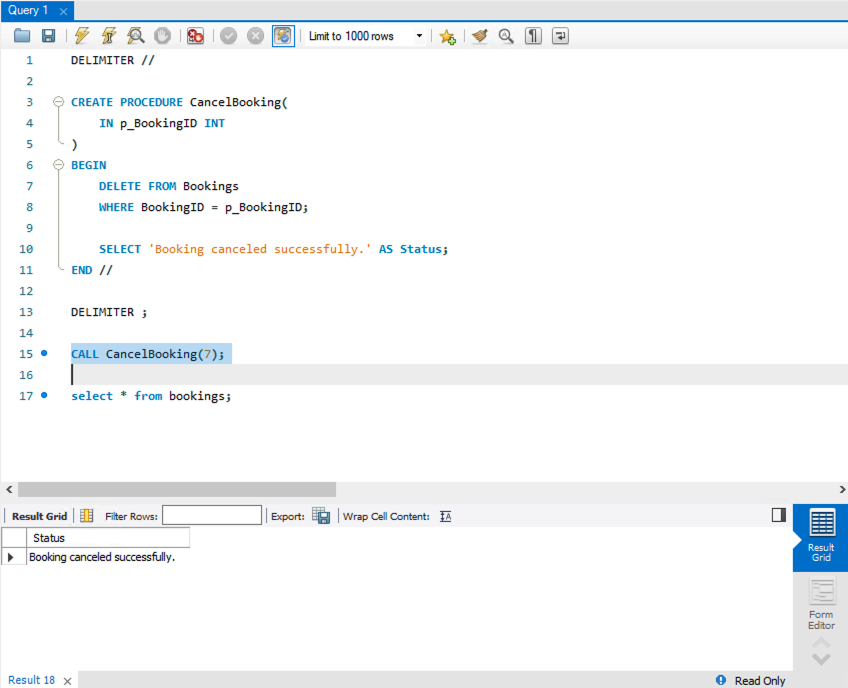 Query 1
Limit to 1000 rows
1 DELIMITER //
2
3 CREATE PROCEDURE CancelBooking(
4 IN p_BookingID INT
5 )
6 BEGIN
7 DELETE FROM Bookings
8 WHERE BookingID = p_BookingID;
9
10 SELECT 'Booking canceled successfully.' AS Status;
11 END //
12
13 DELIMITER ;
14
15 CALL CancelBooking(7);
16
17 select * from bookings;
Result Grid Filter Rows: Export: Wrap Cell Content:
Status
Booking canceled successfully.
Result
Grid
Form
Editor
Result 18 Read Only